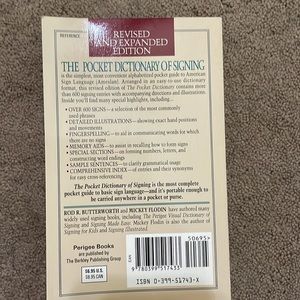 REFERENCE
REVISED
AND EXPANDED
EDITION
THE POCKET DICTIONARY OF SIGNING
is the simplest, most convenient alphabetized pocket guide to American
Sign Language (Ameslan). Arranged in an easy-to-use dictionary
format, this revised edition of The Pocket Dictionary contains more
than 600 signing entries with accompanying directions and illustrations.
Inside you'll find many special highlights, including...
• OVER 600 SIGNS—a selection of the most commonly
used phrases
• DETAILED ILLUSTRATIONS—showing exact hand positions
and movements
• FINGERSPELLING—to aid in communicating words for which
there are no signs
• MEMORY AIDS—to assist in recalling how to form signs
• SPECIAL SECTIONS—on forming numbers, letters, and
constructing word endings
• SAMPLE SENTENCES—to clarify grammatical usage
• COMPREHENSIVE INDEX—of entries and their synonyms
for easy cross referencing
The Pocket Dictionary of Signing is the most complete
pocket guide to basic sign language—and it's portable enough to
be carried anywhere in a pocket or purse.
ROD R. BUTTERWORTH and MICKEY FLODIN have authored many
widely used signing books, including The Perigee Visual Dictionary of
Signing and Signing Made Easy. Mickey Flodin is also the author of
Signing for Kids and Signing Illustrated.
Perigee Books
are published by
The Berkley Publishing Group
$6.95 U.S.
$9.95 CAN
EAN
50695
9 780399 517433
ISBN 0-399-51743-X